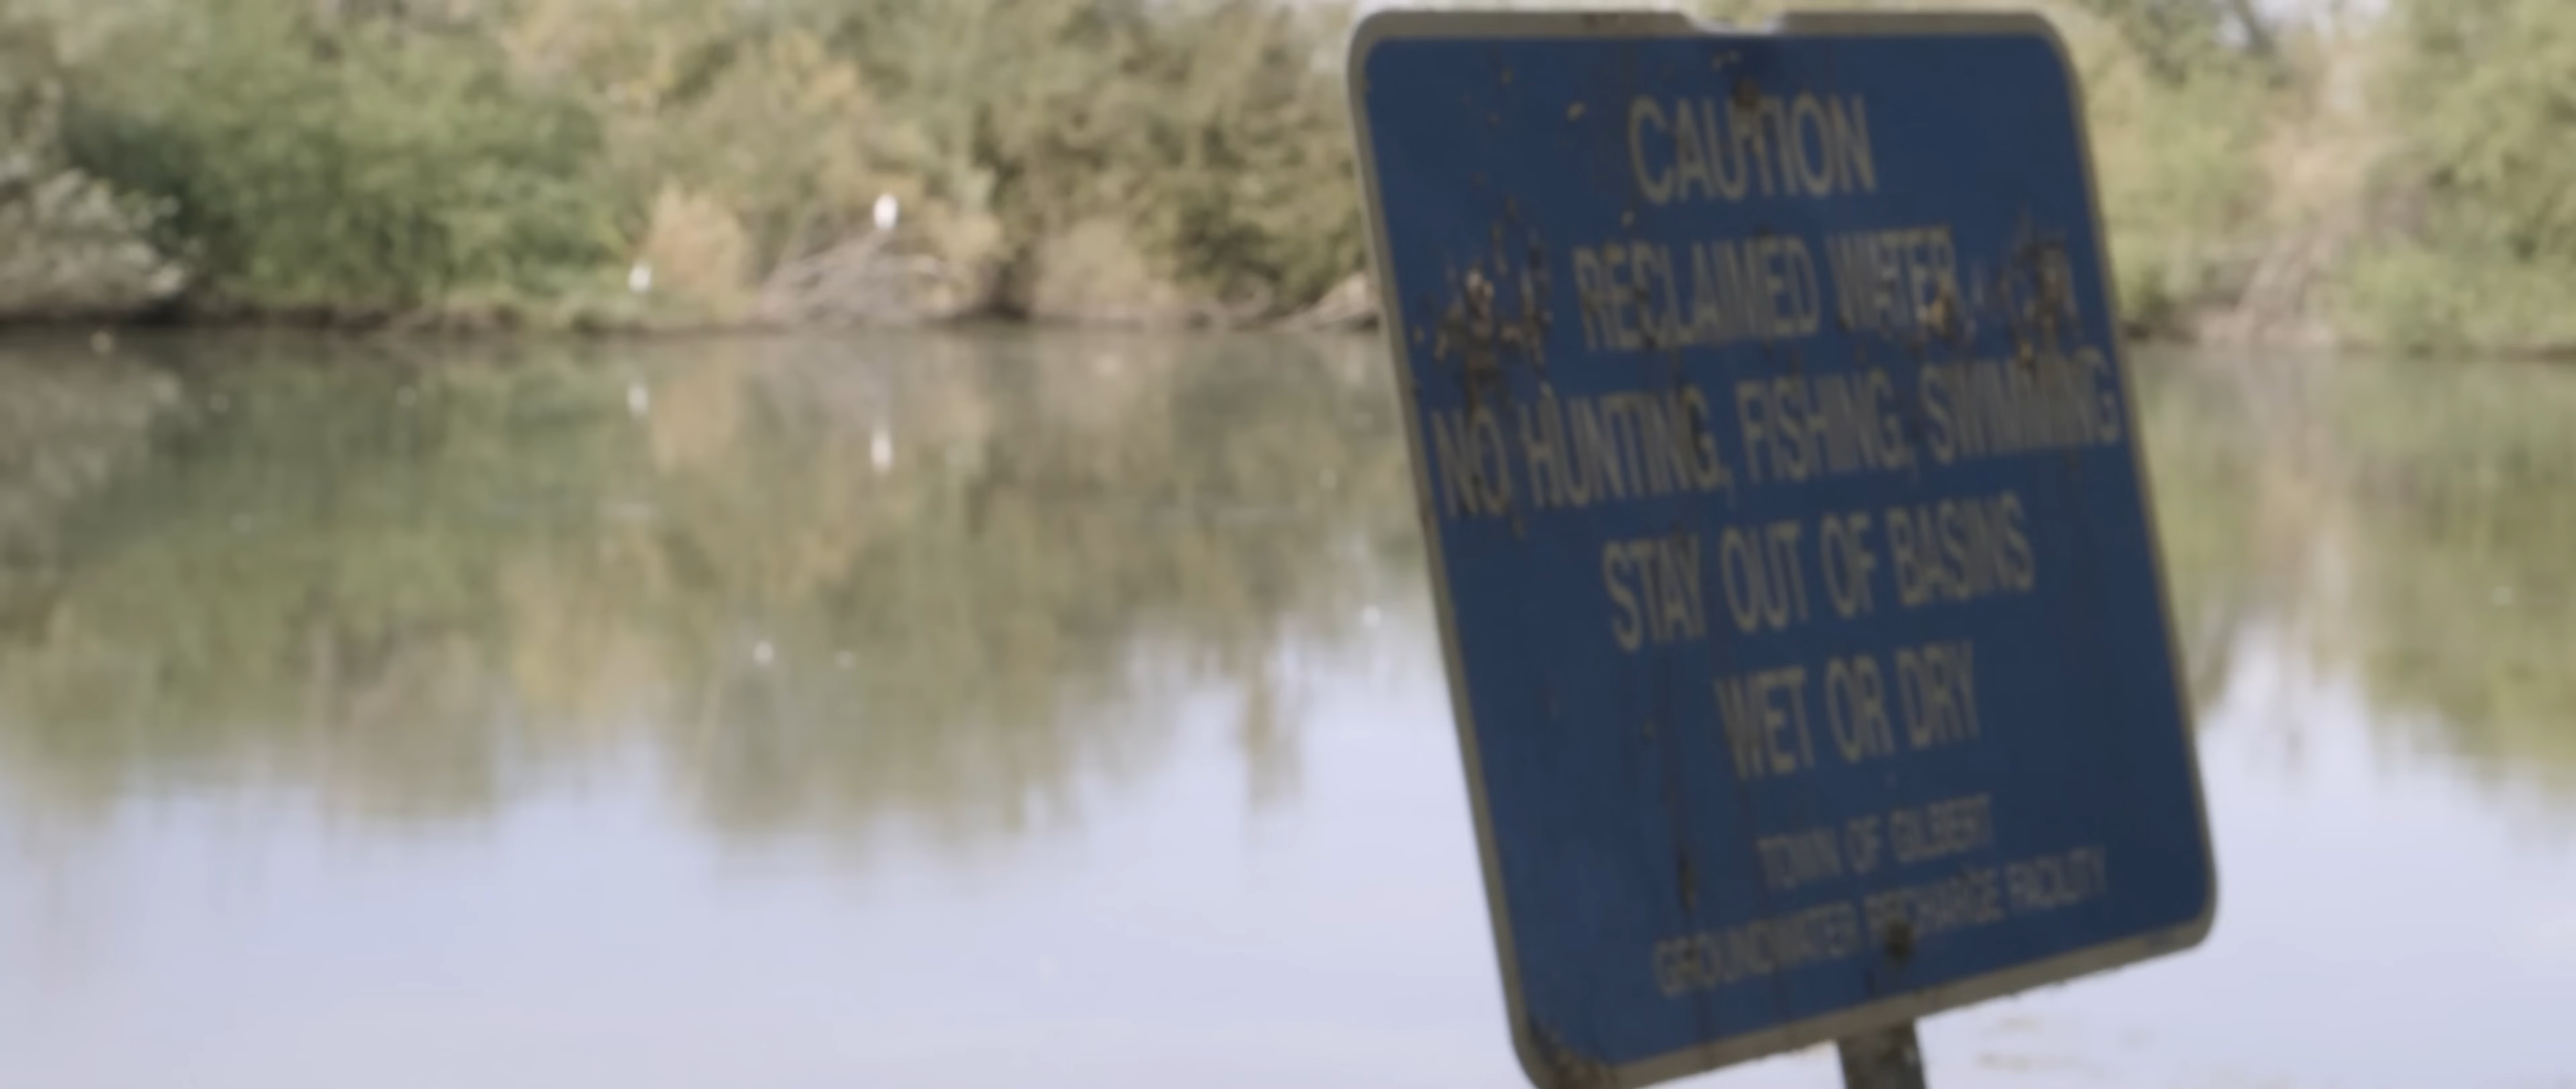 CAUTION
RECLAIMED WATER,
NO HUNTING, FISHING, SWIMMING
STAY OUT OF BASINS
WET OR DRY
TOWN OF GILBERT
GROUNDWATER RECHARGE FACILITY